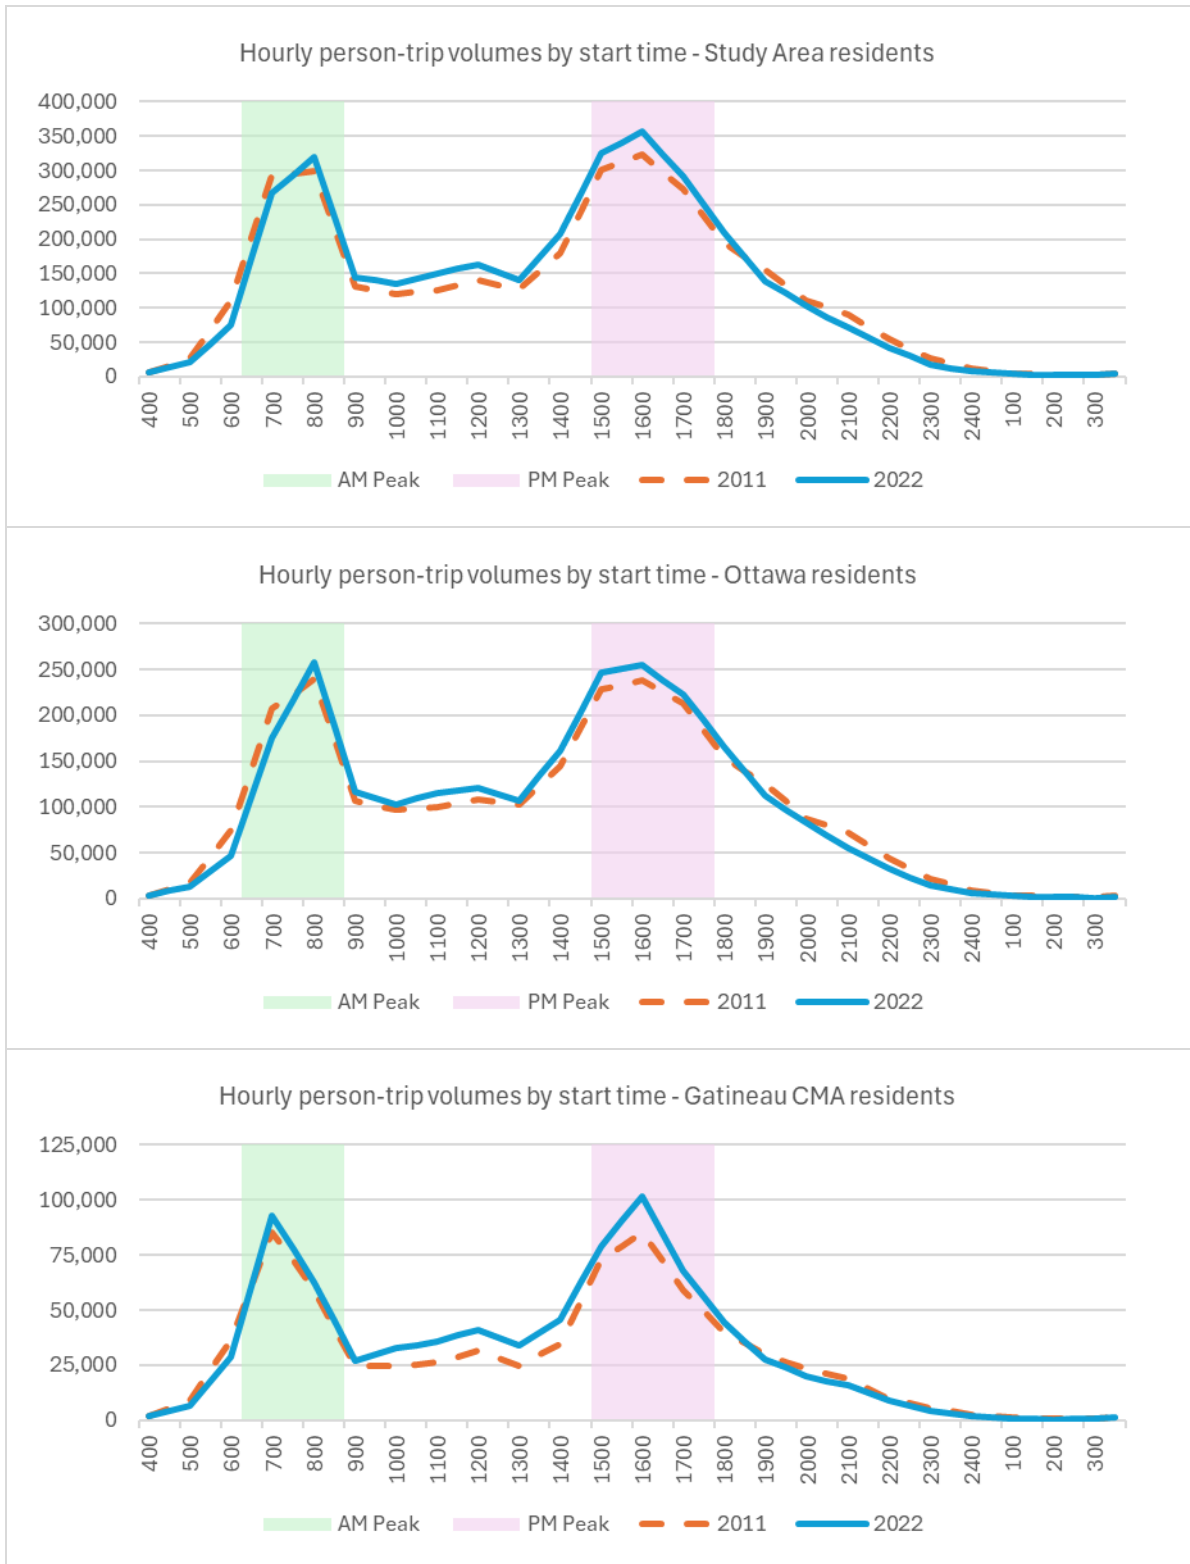 Hourly person-trip volumes by start time - Study Area residents
400,000
350,000
300,000
250,000
200,000
150,000
100,000
50,000
0
400 500 600 700 800 900 1000 1100 1200 1300 1400 1500 1600 1700 1800 1900 2000 2100 2200 2300 2400 100 200 300
AM Peak PM Peak 2011 2022
Hourly person-trip volumes by start time - Ottawa residents
300,000
250,000
200,000
150,000
100,000
50,000
0
400 500 600 700 800 900 1000 1100 1200 1300 1400 1500 1600 1700 1800 1900 2000 2100 2200 2300 2400 100 200 300
AM Peak PM Peak 2011 2022
Hourly person-trip volumes by start time - Gatineau CMA residents
125,000
100,000
75,000
50,000
25,000
0
400 500 600 700 800 900 1000 1100 1200 1300 1400 1500 1600 1700 1800 1900 2000 2100 2200 2300 2400 100 200 300
AM Peak PM Peak 2011 2022